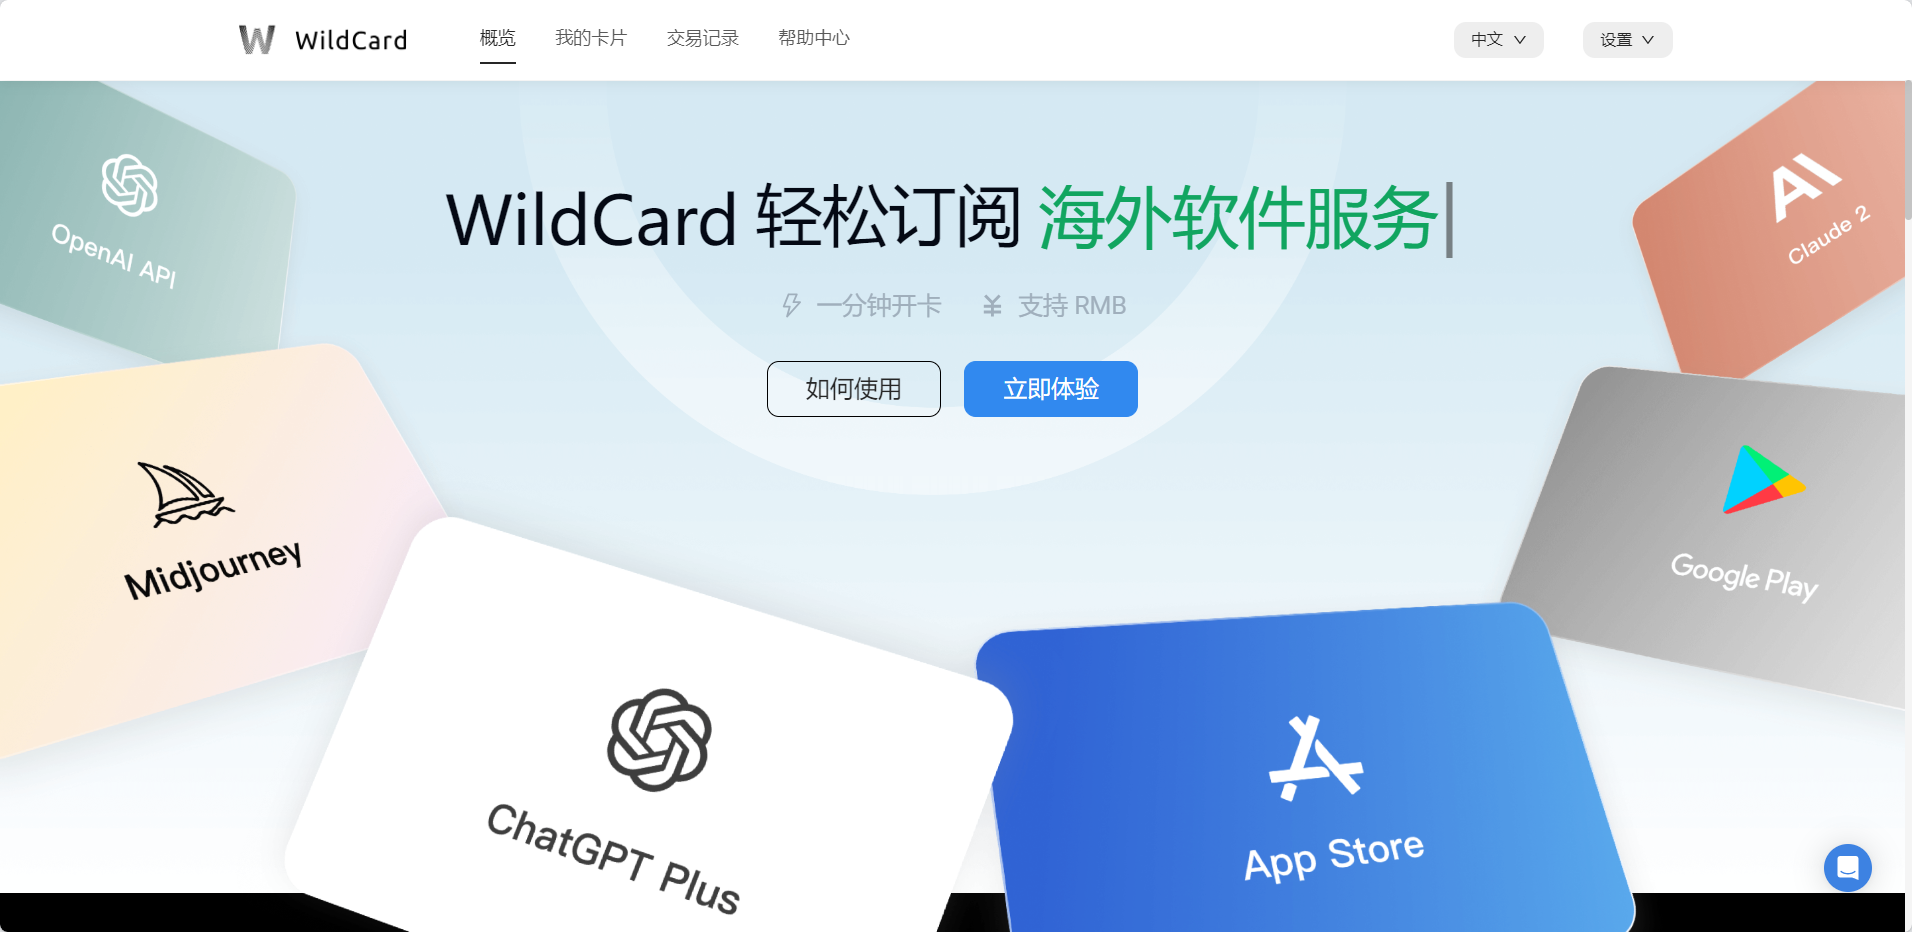 WildCard
概览
我的卡片
交易记录
帮助中心
中文
设置
WildCard 轻松订阅 海外软件服务
一分钟开卡
支持 RMB
如何使用
立即体验
OpenAI API
Claude 2
Midjourney
Google Play
ChatGPT Plus
App Store